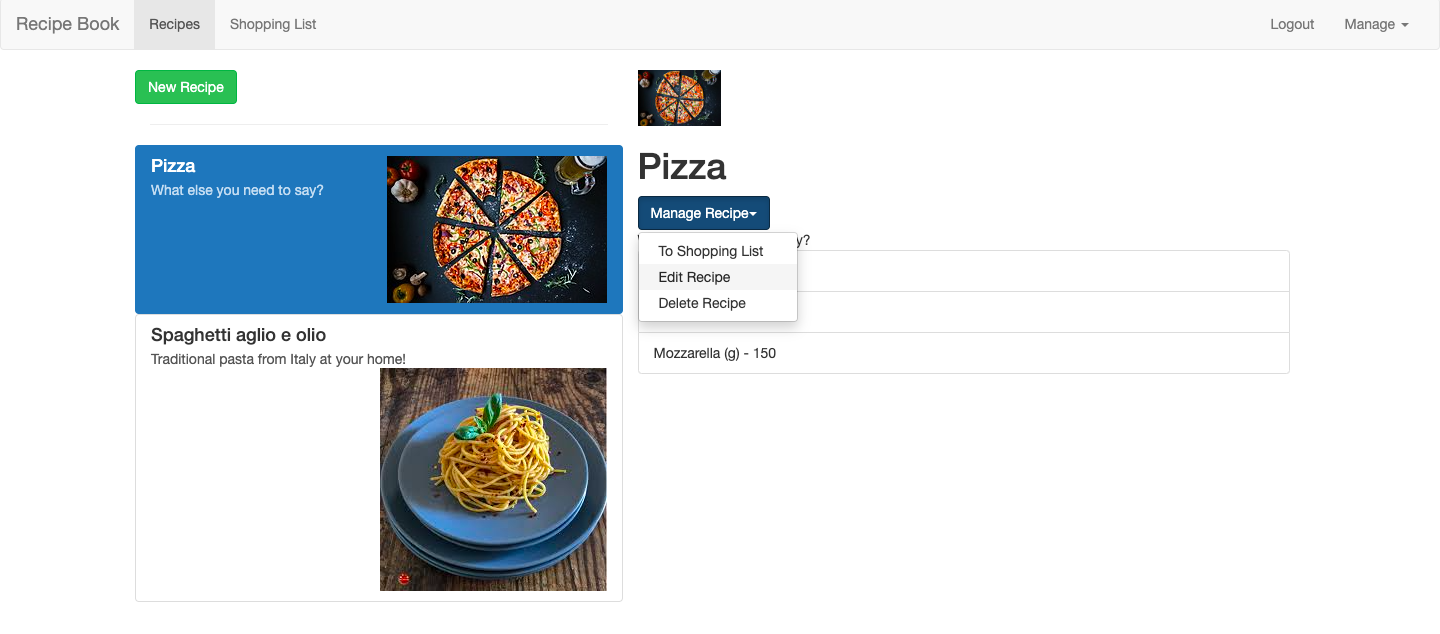 Recipe Book Recipes Shopping List Logout Manage
New Recipe
Pizza
What else you need to say?
Spaghetti aglio e olio
Traditional pasta from Italy at your home!
Pizza
Manage Recipe
y?
To Shopping List
Edit Recipe
Delete Recipe
Mozzarella (g) - 150